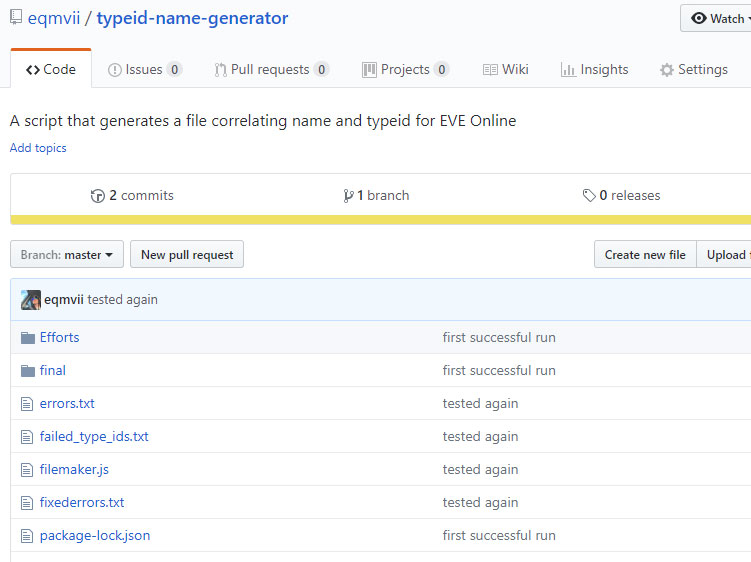 eqmvii / typeid-name-generator
Watch
Code Issues 0 Pull requests 0 Projects 0 Wiki Insights Settings
A script that generates a file correlating name and typeid for EVE Online
Add topics
2 commits 1 branch 0 releases
Branch: master New pull request Create new file Upload
eqmvii tested again
Efforts first successful run
final first successful run
errors.txt tested again
failed_type_ids.txt tested again
filemaker.js tested again
fixederrors.txt tested again
package-lock.json first successful run